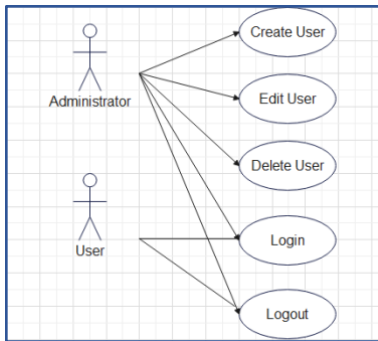 Create User
Administrator
Edit User
Delete User
User
Login
Logout